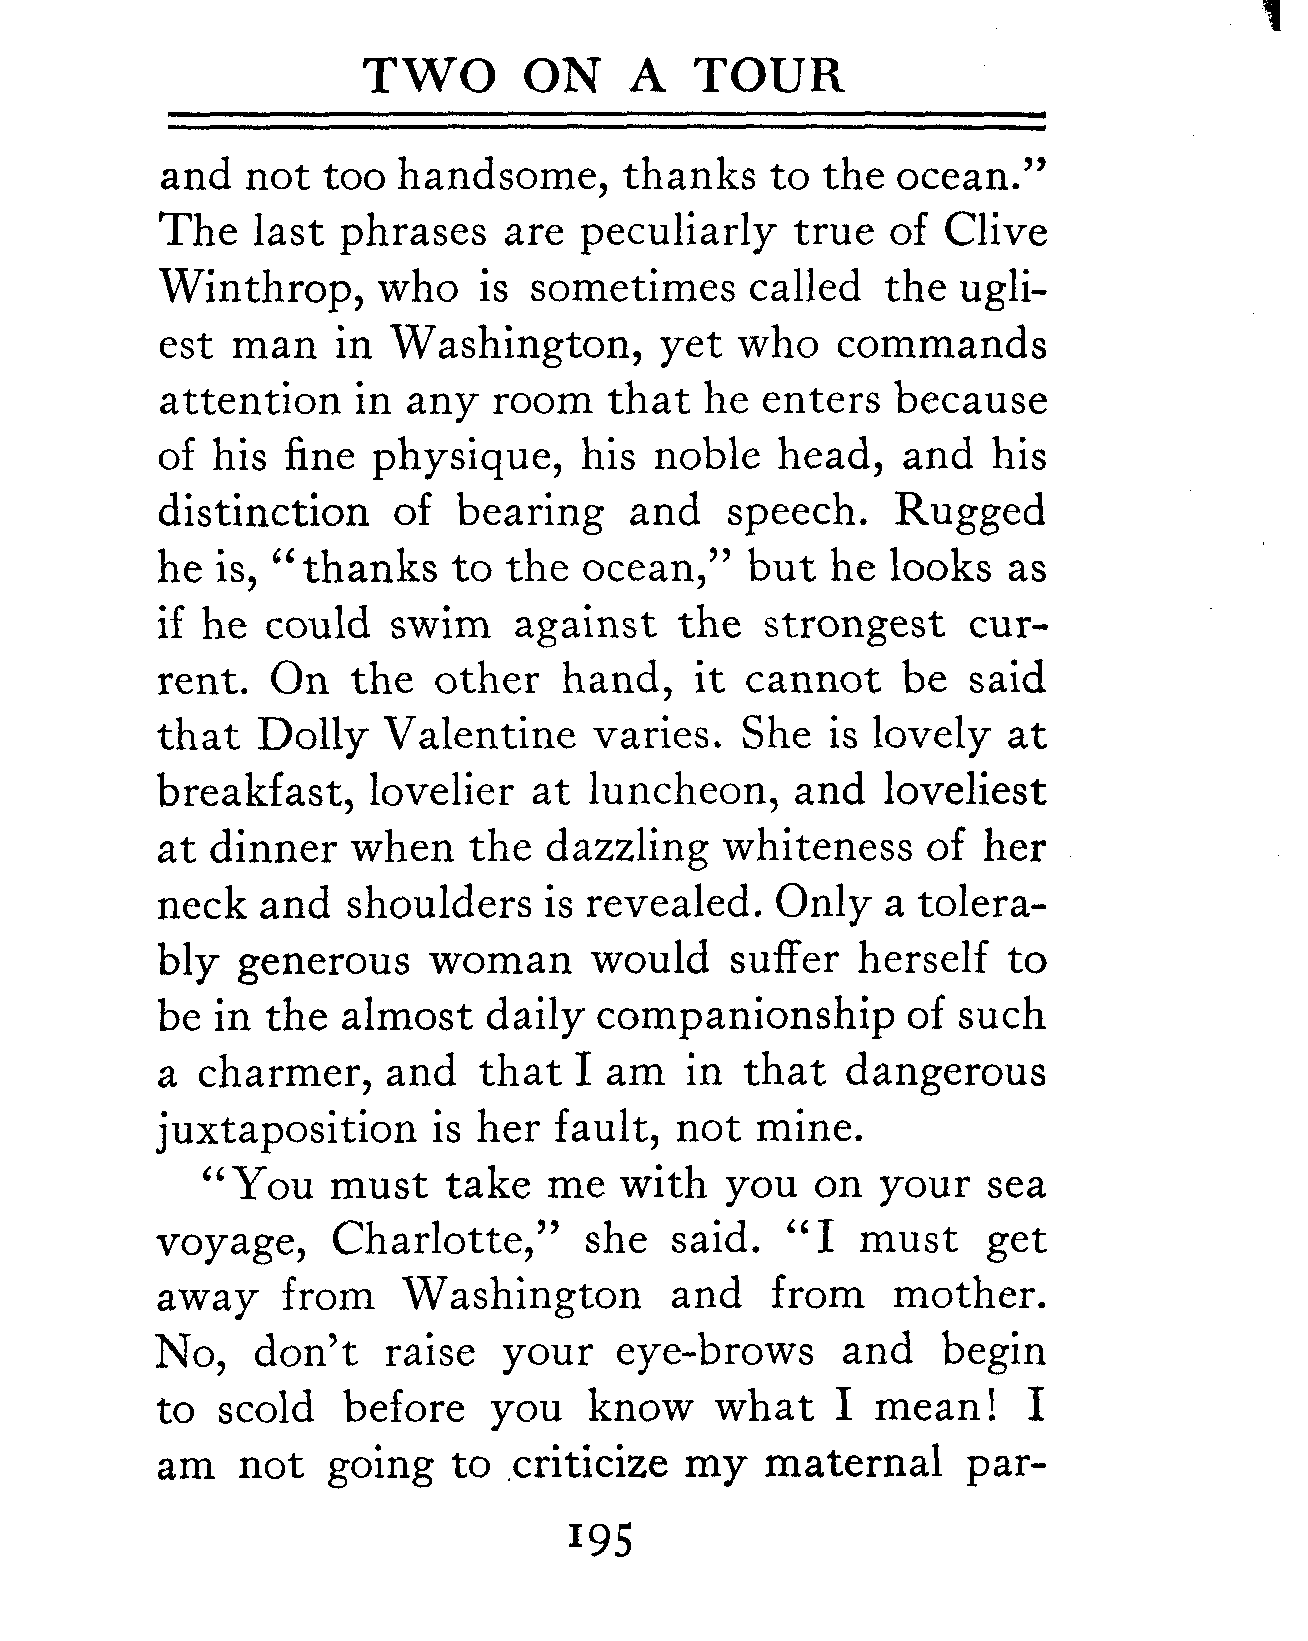 TWO ON A TOUR
and not too handsome, thanks to the ocean.”
The last phrases are peculiarly true of Clive
Winthrop, who is sometimes called the ugli-
est man in Washington, yet who commands
attention in any room that he enters because
of his fine physique, his noble head, and his
distinction of bearing and speech. Rugged
he is, “thanks to the ocean,” but he looks as
if he could swim against the strongest cur-
rent. On the other hand, it cannot be said
that Dolly Valentine varies. She is lovely at
breakfast, lovelier at luncheon, and loveliest
at dinner when the dazzling whiteness of her
neck and shoulders is revealed. Only a tolera-
bly generous woman would suffer herself to
be in the almost daily companionship of such
a charmer, and that I am in that dangerous
juxtaposition is her fault, not mine.
“You must take me with you on your sea
voyage, Charlotte,” she said. “I must get
away from Washington and from mother.
No, don’t raise your eye-brows and begin
to scold before you know what I mean! I
am not going to criticize my maternal par-
195